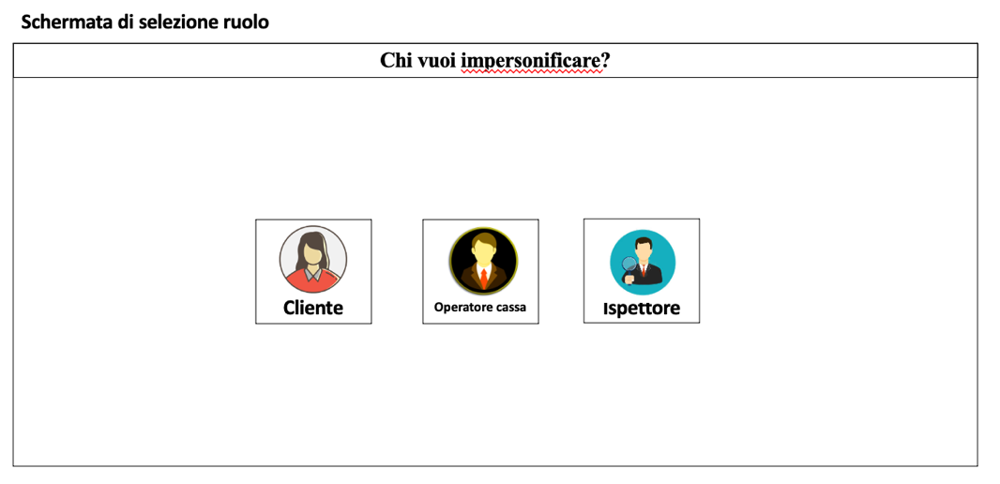 Schermata di selezione ruolo
Chi vuoi impersonificare?
Cliente
Operatore cassa
Ispettore